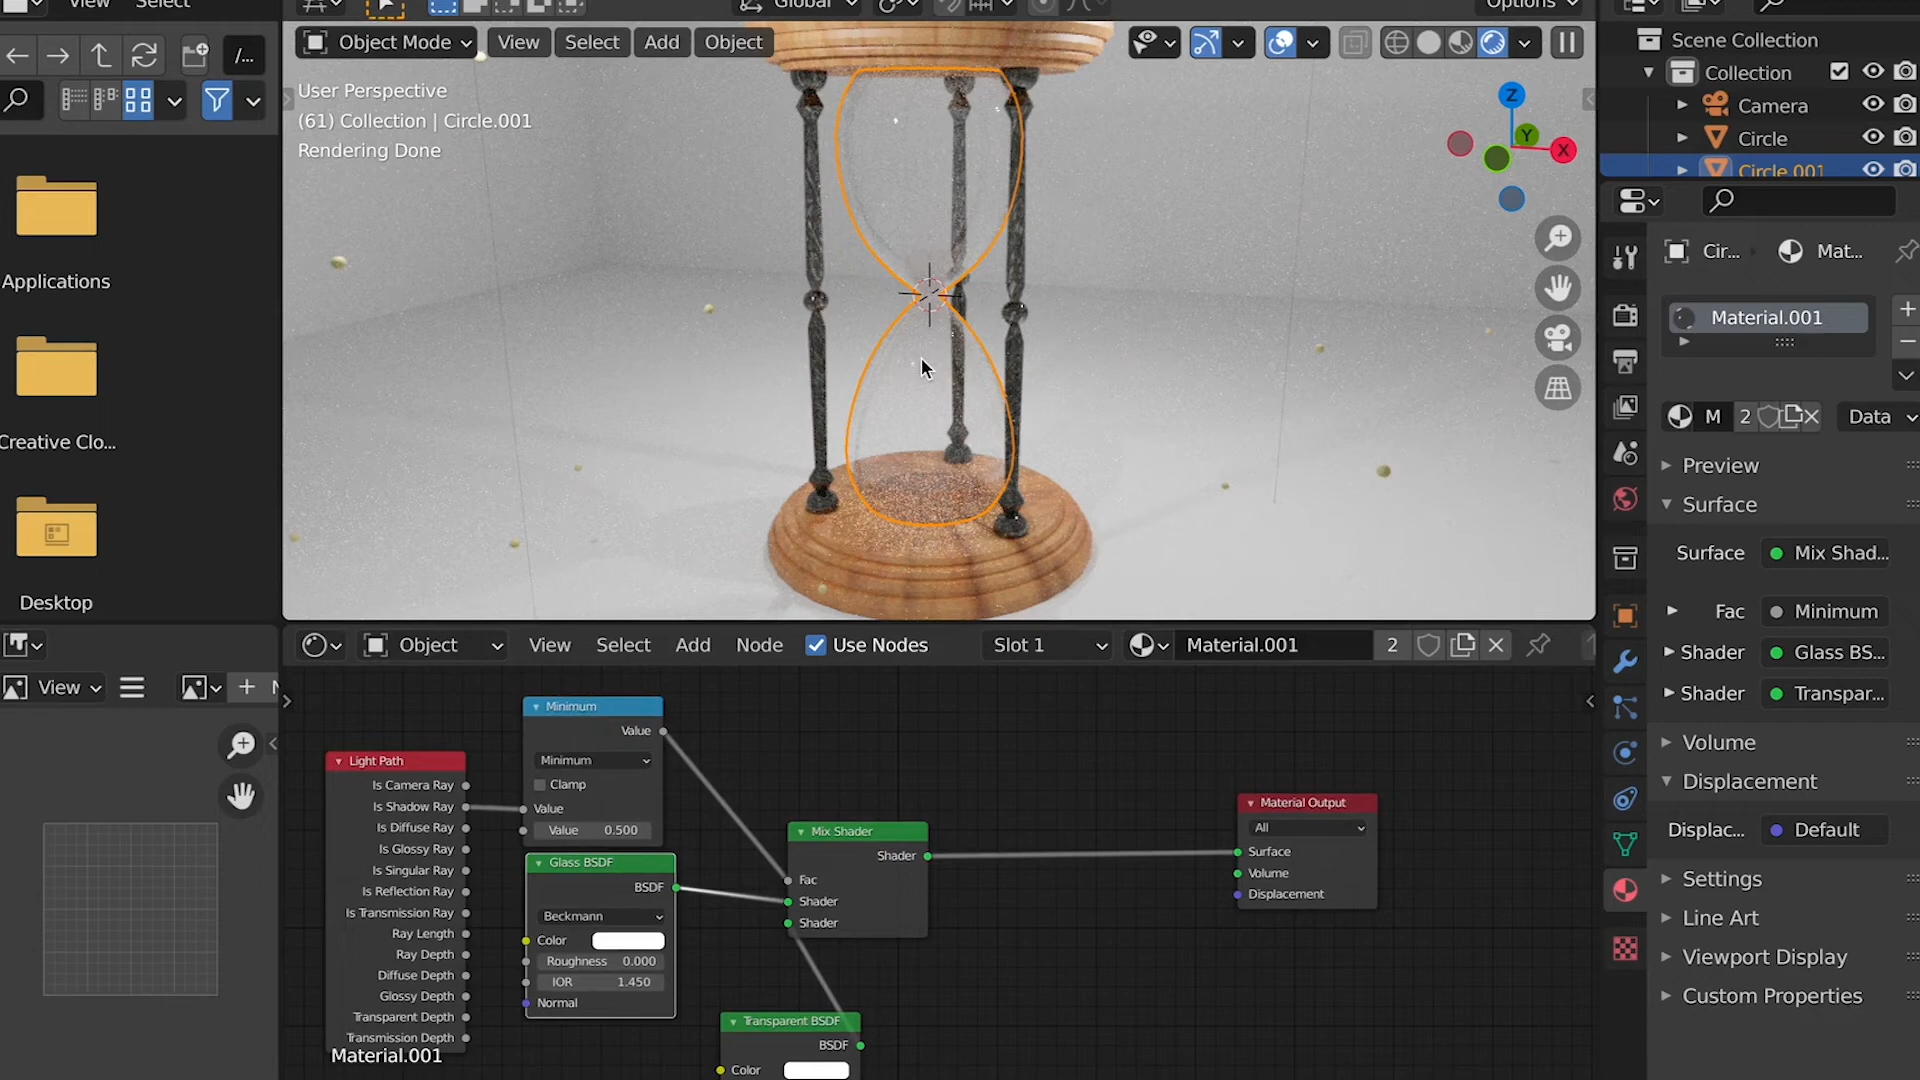 View Select
Global
Options
Object Mode View Select Add Object
User Perspective
(61) Collection | Circle.001
Rendering Done
Z
Y
X
/...
Applications
Creative Clo...
Desktop
Scene Collection
Collection
Camera
Circle
Circle.001
Cir... Mat...
Material.001
M 2 Data
Preview
Surface
Surface Mix Shad...
Fac Minimum
Shader Glass BS...
Shader Transpar...
Volume
Displacement
Displac... Default
Settings
Line Art
Viewport Display
Custom Properties
View
Object View Select Add Node Use Nodes Slot 1 Material.001 2
Light Path
Is Camera Ray
Is Shadow Ray
Is Diffuse Ray
Is Glossy Ray
Is Singular Ray
Is Reflection Ray
Is Transmission Ray
Ray Length
Ray Depth
Diffuse Depth
Glossy Depth
Transparent Depth
Transmission Depth
Material.001
Minimum
Value
Minimum
Clamp
Value
Value 0.500
Glass BSDF
BSDF
Beckmann
Color
Roughness 0.000
IOR 1.450
Normal
Mix Shader
Shader
Fac
Shader
Shader
Transparent BSDF
BSDF
Color
Material Output
All
Surface
Volume
Displacement